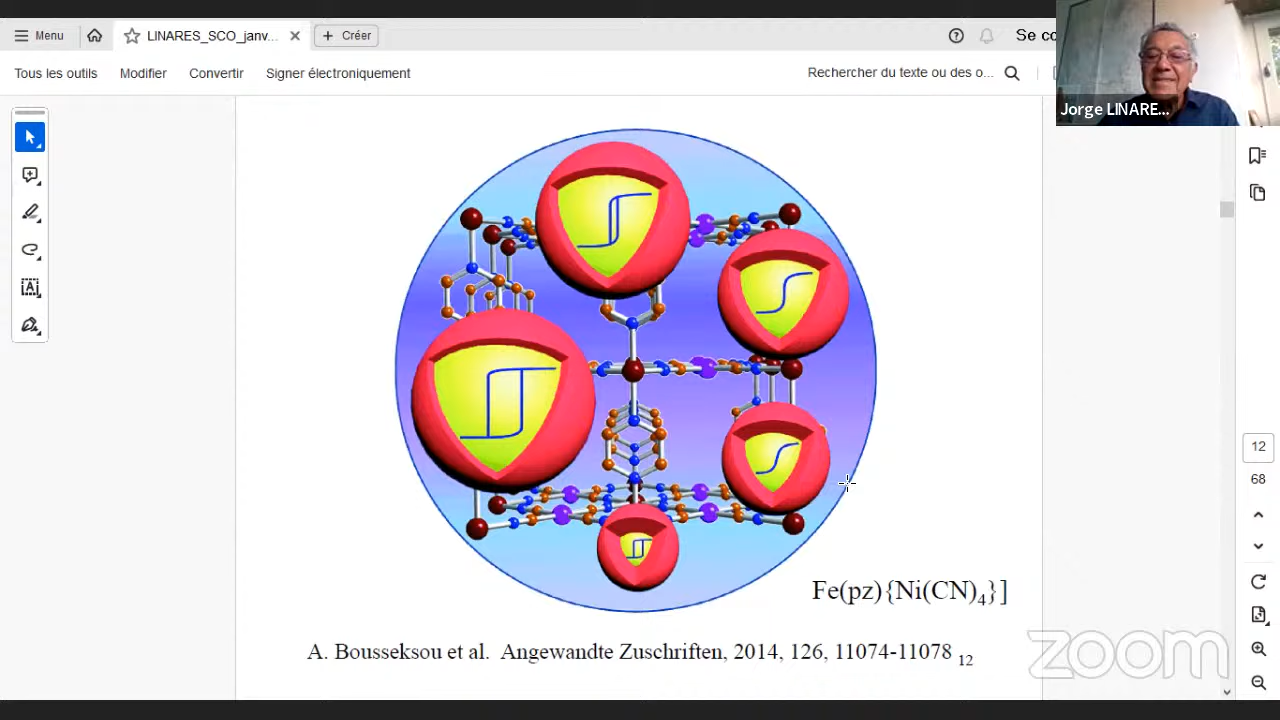 Menu
LINARES_SCO_janv...
Créer
Se co
Tous les outils
Modifier
Convertir
Signer électroniquement
Rechercher du texte ou des o...
Jorge LINARE...
12
68
Fe(pz){Ni(CN)4}]
A. Bousseksou et al. Angewandte Zuschriften, 2014, 126, 11074-11078 12
zoom